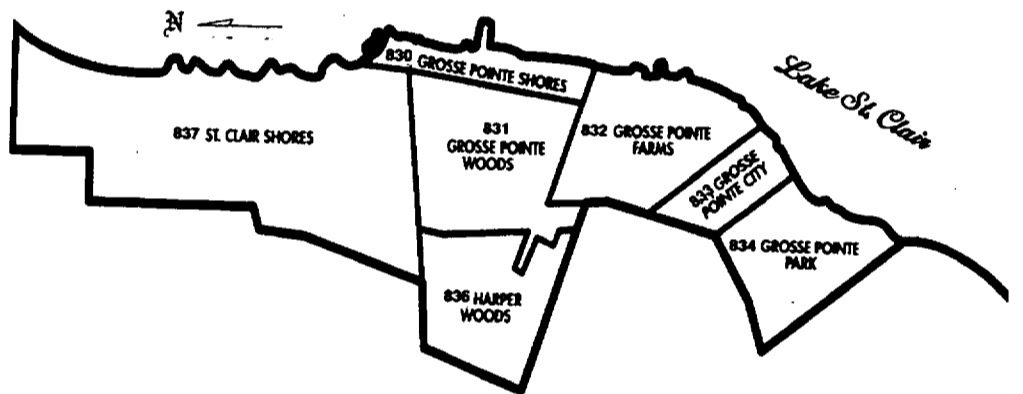 N
830 GROSSE POINTE SHORES
Lake St. Clair
837 ST. CLAIR SHORES
831
GROSSE POINTE
WOODS
832 GROSSE POINTE
FARMS
833 GROSSE
POINTE CITY
834 GROSSE POINTE
PARK
836 HARPER
WOODS